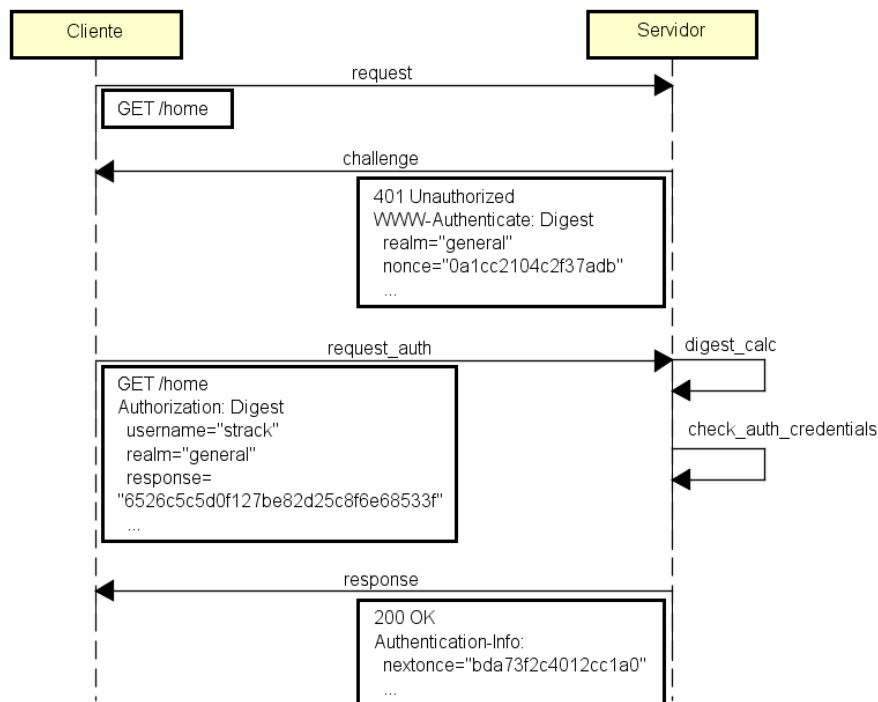 Cliente
Servidor
request
GET /home
challenge
401 Unauthorized
WWW-Authenticate: Digest
realm="general"
nonce="0a1cc2104c2f37adb"
...
request_auth
digest_calc
GET /home
Authorization: Digest
username="strack"
realm="general"
response=
"6526c5c5d0f127be82d25c8f6e68533f"
...
check_auth_credentials
response
200 OK
Authentication-Info:
nextonce="bda73f2c4012cc1a0"
...